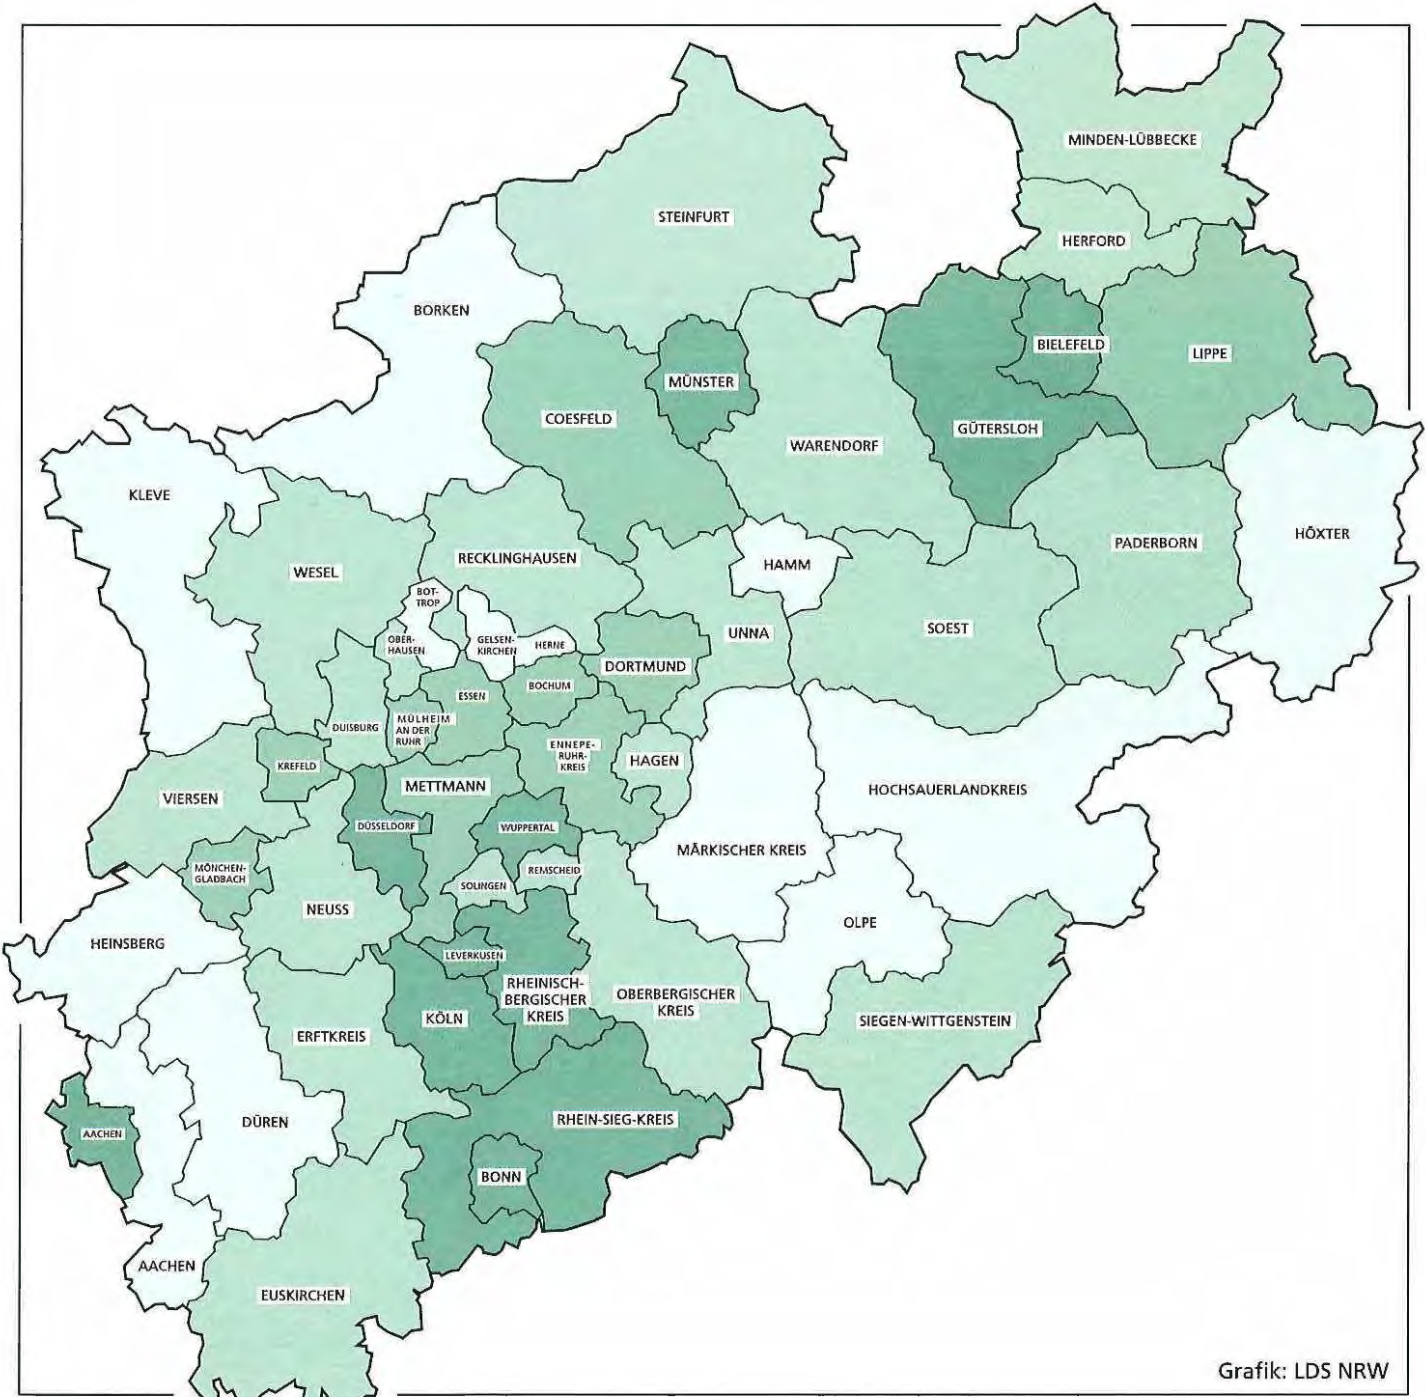 MINDEN-LÜBBECKE
STEINFURT
HERFORD
BORKEN
BIELEFELD
LIPPE
MÜNSTER
COESFELD
GÜTERSLOH
WARENDORF
KLEVE
HÖXTER
PADERBORN
RECKLINGHAUSEN
HAMM
WESEL
BOT-
TROP
SOEST
UNNA
OBER-
HAUSEN
GELSEN-
KIRCHEN
HERNE
DORTMUND
BOCHUM
ESSEN
DUISBURG
MÜLHEIM
AN DER
RUHR
ENNEPE-
RUHR-
KREIS
HAGEN
KREFELD
METTMANN
HOCHSAUERLANDKREIS
VIERSEN
DÜSSELDORF
WUPPERTAL
MÄRKISCHER KREIS
MÖNCHEN-
GLADBACH
REMSCHEID
SOLINGEN
NEUSS
OLPE
HEINSBERG
LEVERKUSEN
RHEINISCH-
BERGISCHER
KREIS
OBERBERGISCHER
KREIS
KÖLN
SIEGEN-WITTGENSTEIN
ERFTKREIS
DÜREN
RHEIN-SIEG-KREIS
AACHEN
BONN
AACHEN
EUSKIRCHEN
Grafik: LDS NRW